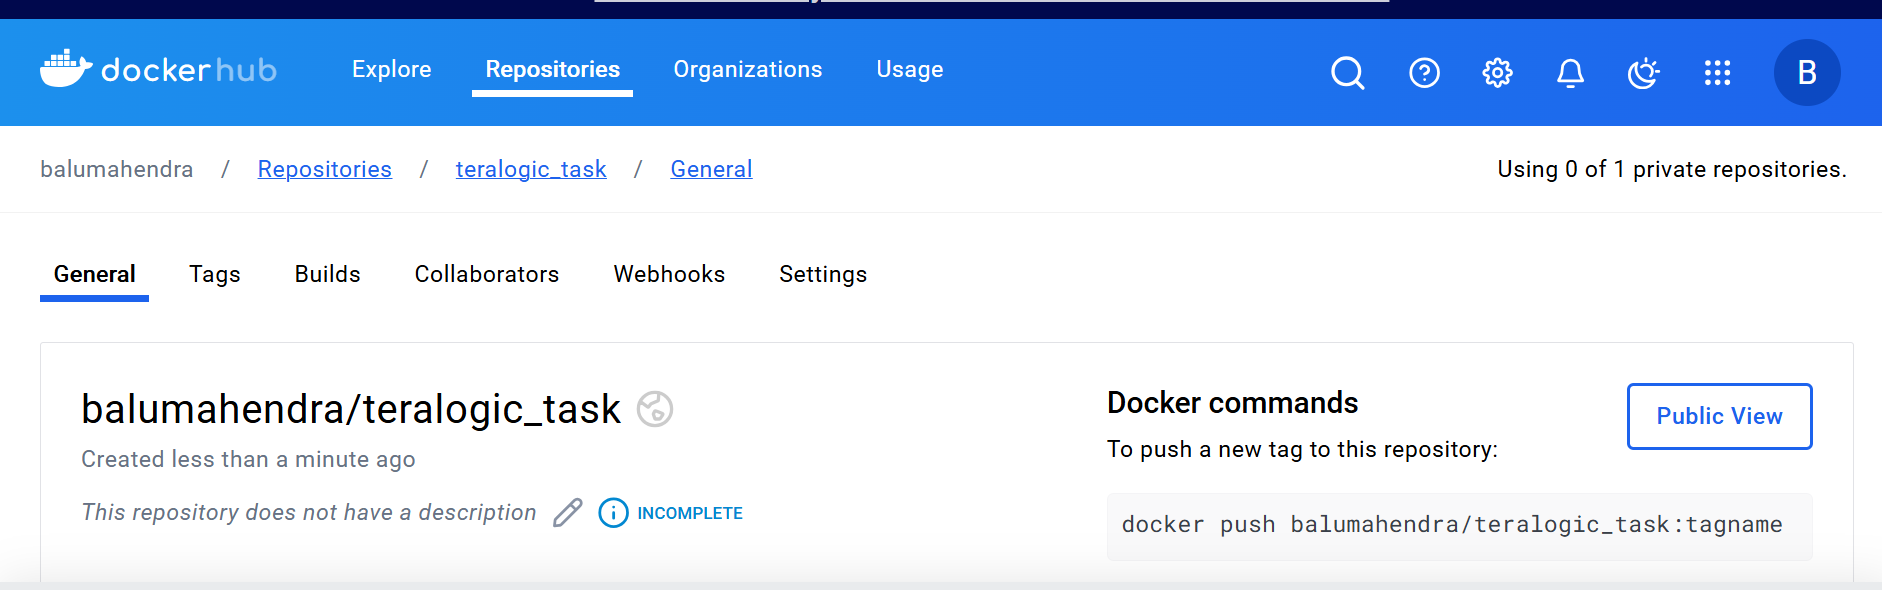 dockerhub Explore Repositories Organizations Usage B
balumahendra / Repositories / teralogic_task / General Using 0 of 1 private repositories.
General Tags Builds Collaborators Webhooks Settings
balumahendra/teralogic_task
Created less than a minute ago
This repository does not have a description INCOMPLETE
Docker commands
Public View
To push a new tag to this repository:
docker push balumahendra/teralogic_task:tagname